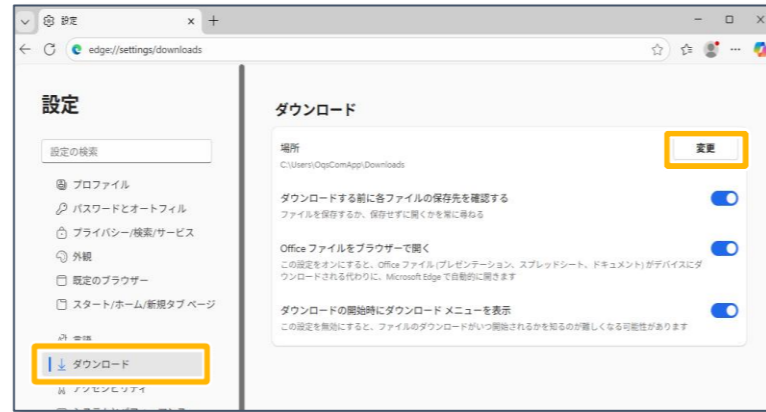 設定
edge://settings/downloads
設定
設定の検索
プロファイル
パスワードとオートフィル
プライバシー/検索/サービス
外観
既定のブラウザー
スタート/ホーム/新規タブ ページ
言語
ダウンロード
アクセシビリティ
ダウンロード
場所
変更
C:\Users\OqsComApp\Downloads
ダウンロードする前に各ファイルの保存先を確認する
ファイルを保存するか、保存せずに開くかを常に尋ねる
Office ファイルをブラウザーで開く
この設定をオンにすると、Office ファイル (プレゼンテーション、スプレッドシート、ドキュメント) がデバイスにダ
ウンロードされる代わりに、Microsoft Edge で自動的に開きます
ダウンロードの開始時にダウンロード メニューを表示
この設定を無効にすると、ファイルのダウンロードがいつ開始されるかを知るのが難しくなる可能性があります